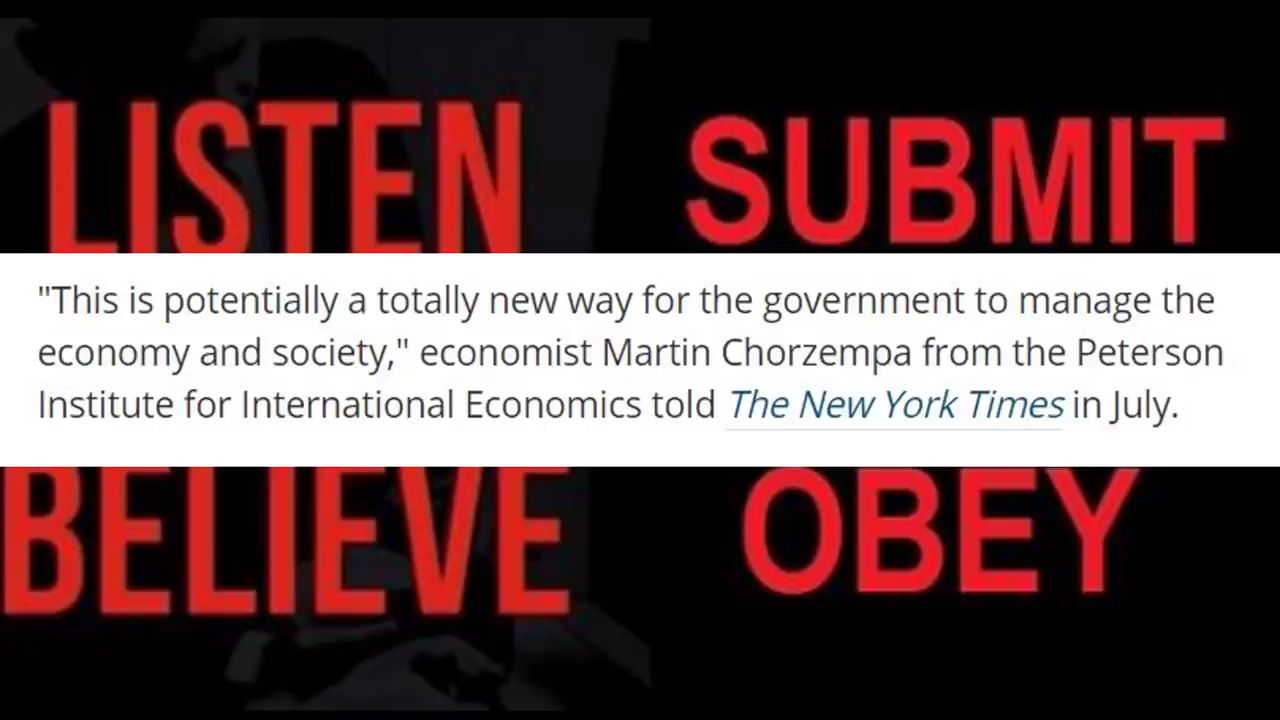 LISTEN SUBMIT
"This is potentially a totally new way for the government to manage the
economy and society," economist Martin Chorzempa from the Peterson
Institute for International Economics told The New York Times in July.
BELIEVE OBEY